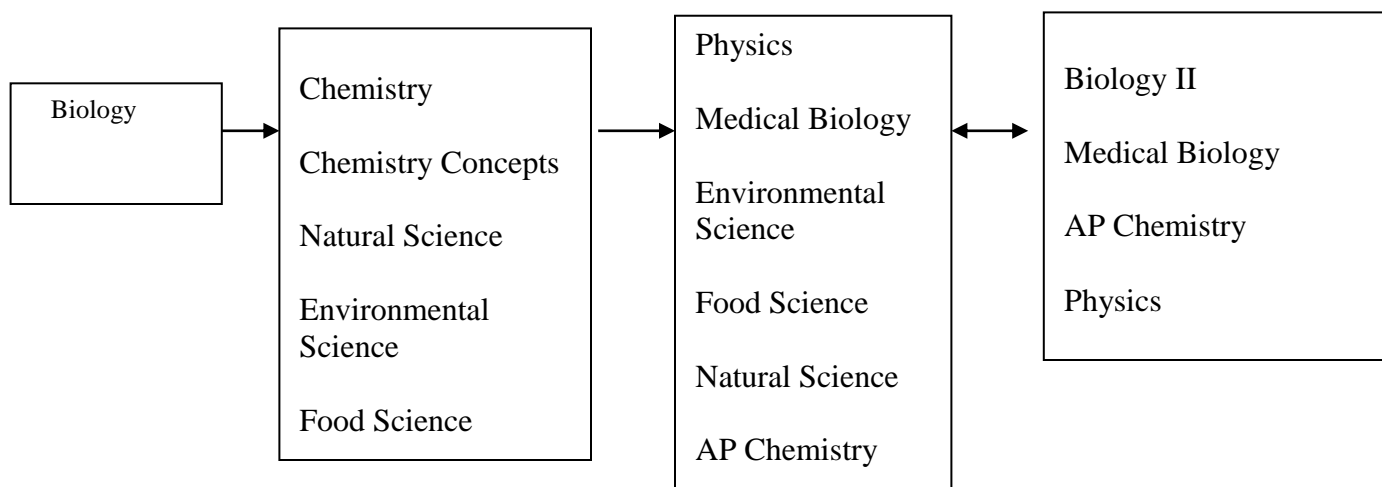 Biology
Chemistry
Chemistry Concepts
Natural Science
Environmental
Science
Food Science
Physics
Medical Biology
Environmental
Science
Food Science
Natural Science
AP Chemistry
Biology II
Medical Biology
AP Chemistry
Physics